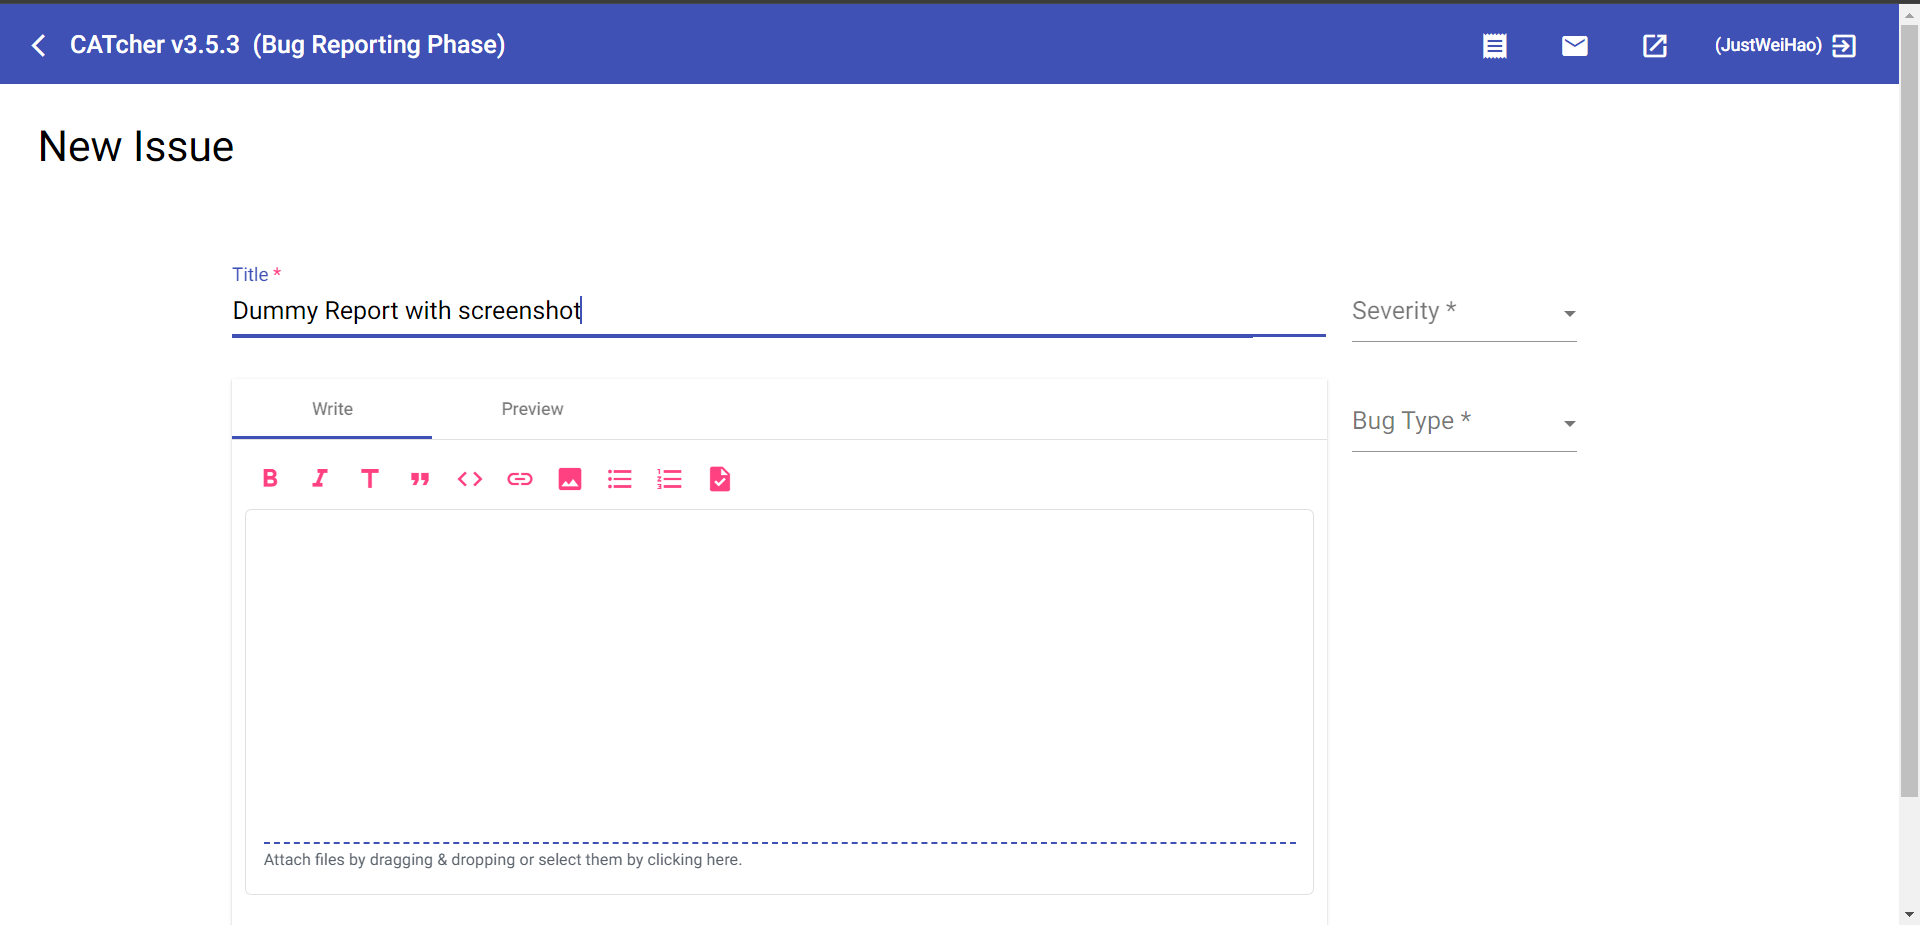 CATcher v3.5.3 (Bug Reporting Phase)
(JustWeiHao)
New Issue
Title *
Dummy Report with screenshot
Severity *
Write
Preview
Bug Type *
Attach files by dragging & dropping or select them by clicking here.